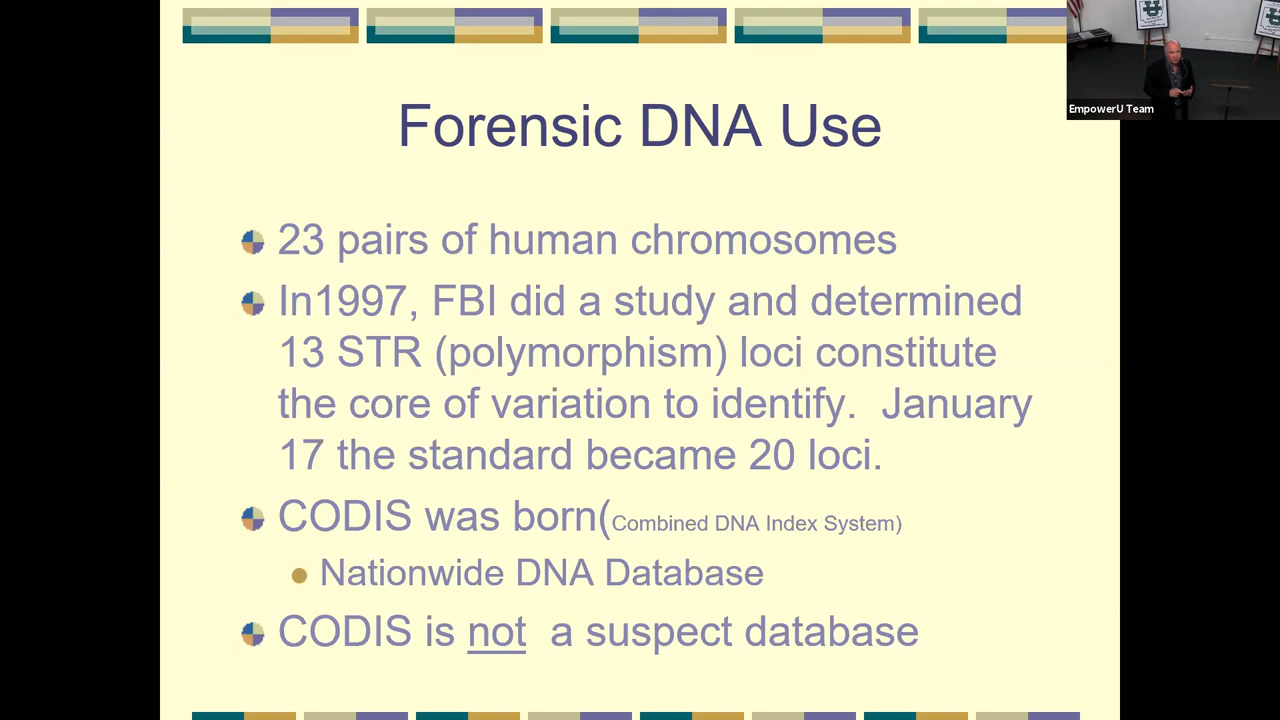 EmpowerU Team
Forensic DNA Use
23 pairs of human chromosomes
In1997, FBI did a study and determined
13 STR (polymorphism) loci constitute
the core of variation to identify.  January
17 the standard became 20 loci.
CODIS was born(Combined DNA Index System)
Nationwide DNA Database
CODIS is not  a suspect database